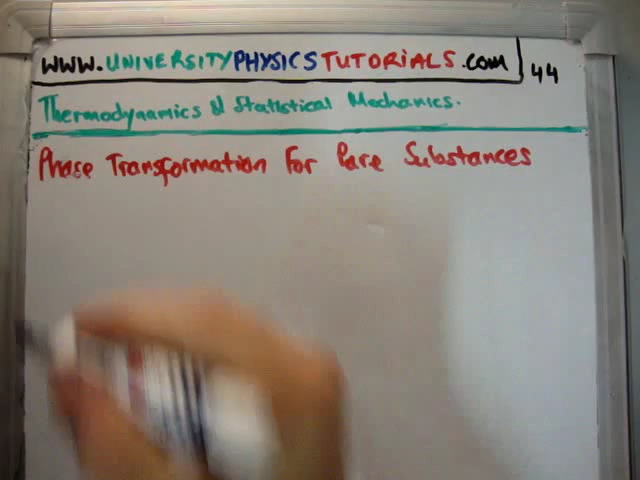 WWW.UNIVERSITYPHYSICSTUTORIALS.com 44
Thermodynamics & Statistical Mechanics.
Phase Transformation For Pure Substances